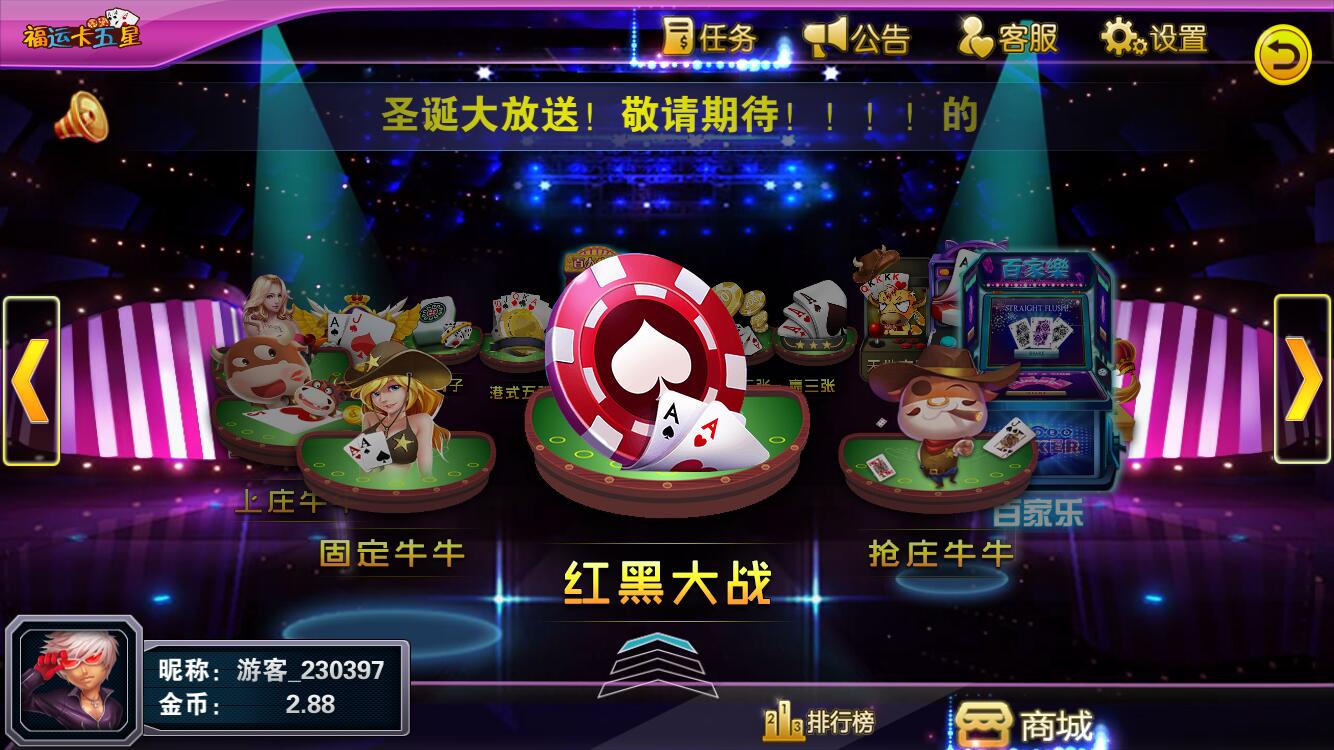 福运卡五星
任务
公告
客服
设置
圣诞大放送！敬请期待！！！！的
百家樂
STRAIGHT FLUSH!
港式五
赢三张
上庄牛
固定牛牛
红黑大战
抢庄牛牛
百家乐
昵称：游客_230397
金币：2.88
排行榜
商城